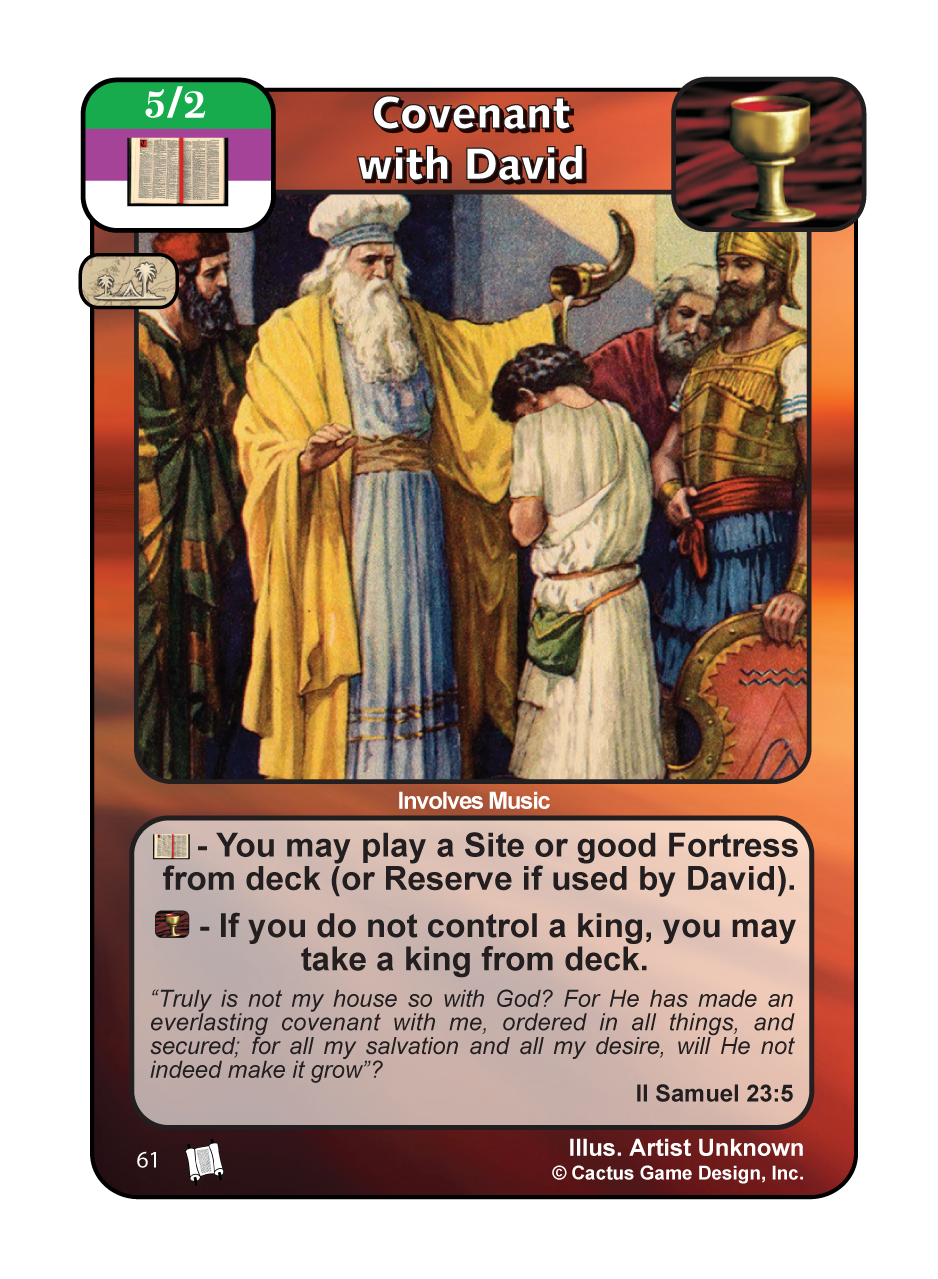 5/2
Covenant
with David
Involves Music
- You may play a Site or good Fortress
from deck (or Reserve if used by David).
- If you do not control a king, you may
take a king from deck.
“Truly is not my house so with God? For He has made an
everlasting covenant with me, ordered in all things, and
secured; for all my salvation and all my desire, will He not
indeed make it grow”?
II Samuel 23:5
61
Illus. Artist Unknown
© Cactus Game Design, Inc.